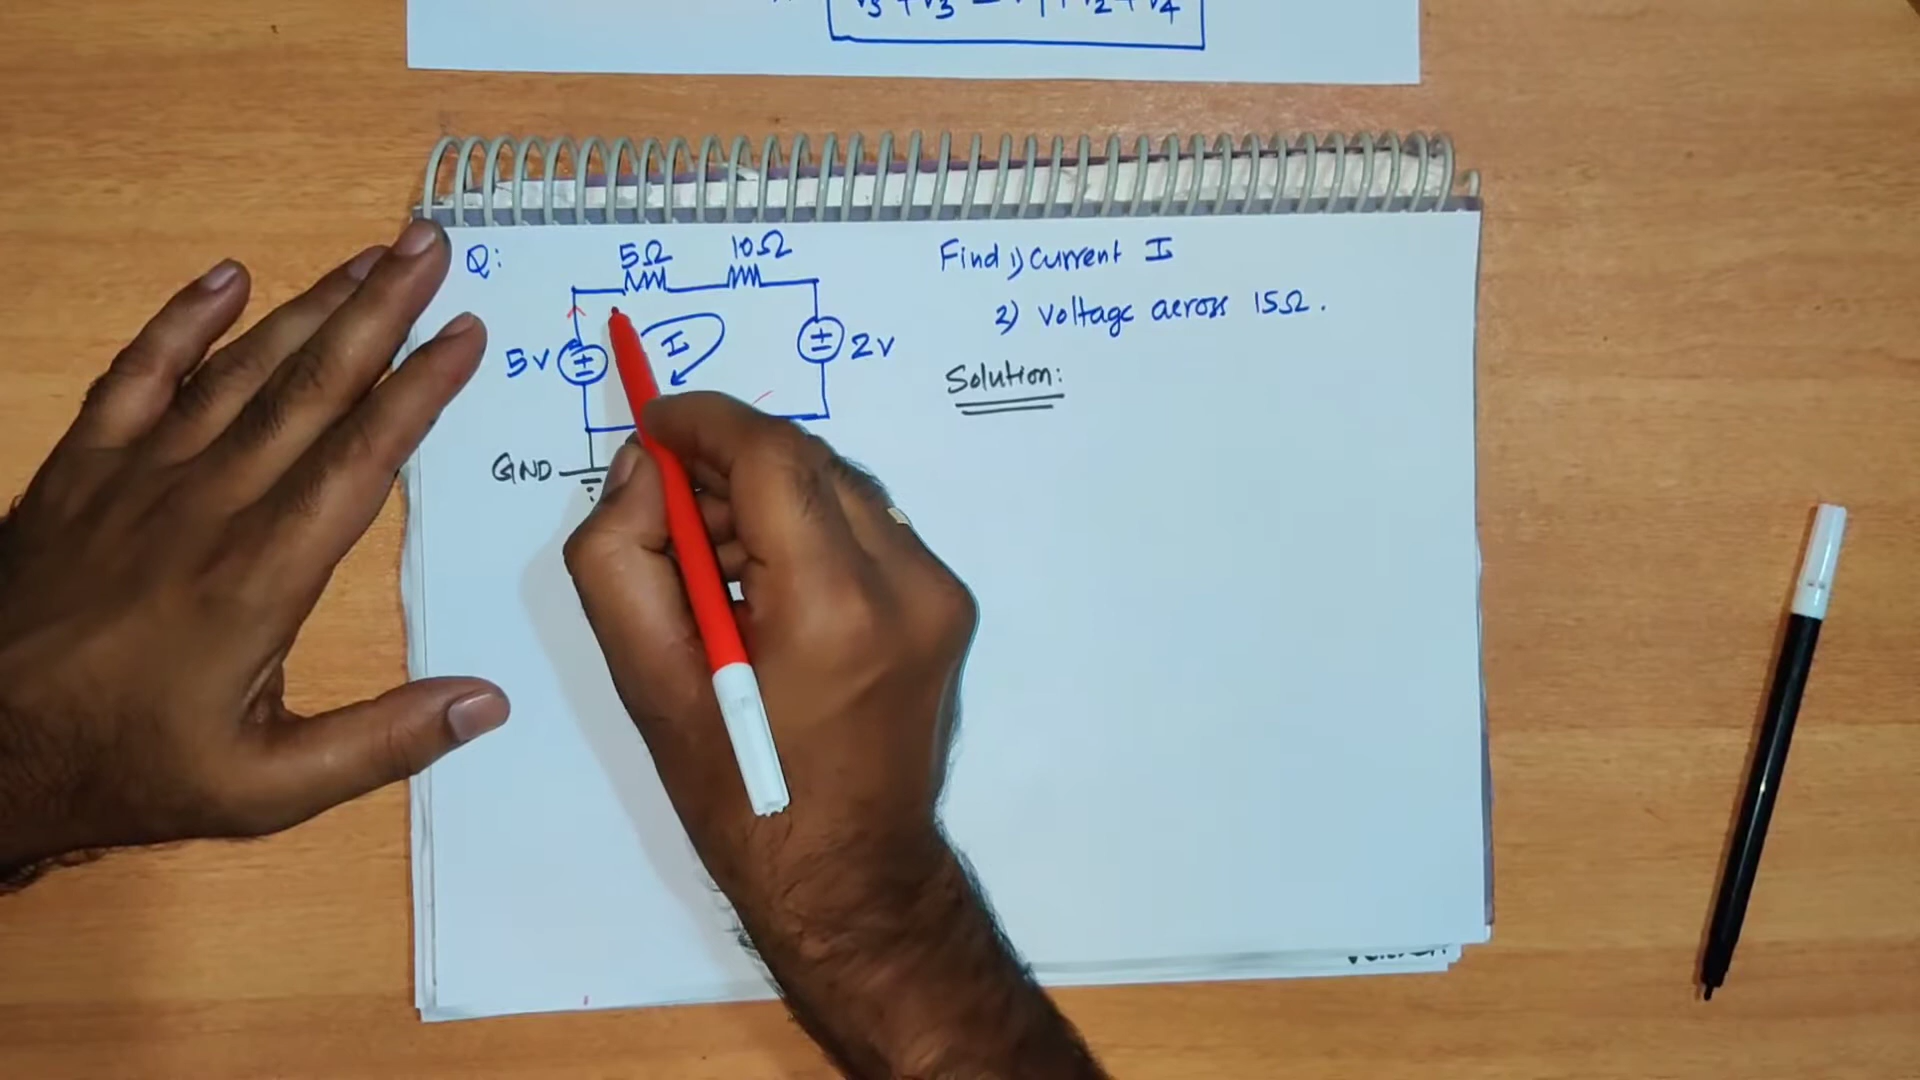 Q:
5Ω 10Ω
Find 1) Current I
2) Voltage across 15Ω.
5V
I
2V
Solution:
GND